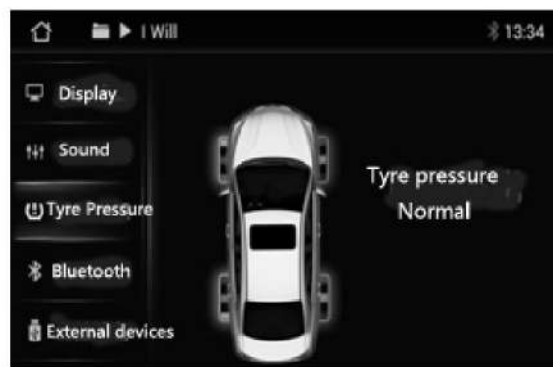 I Will
13:34
Display
Sound
Tyre Pressure
Bluetooth
External devices
Tyre pressure
Normal